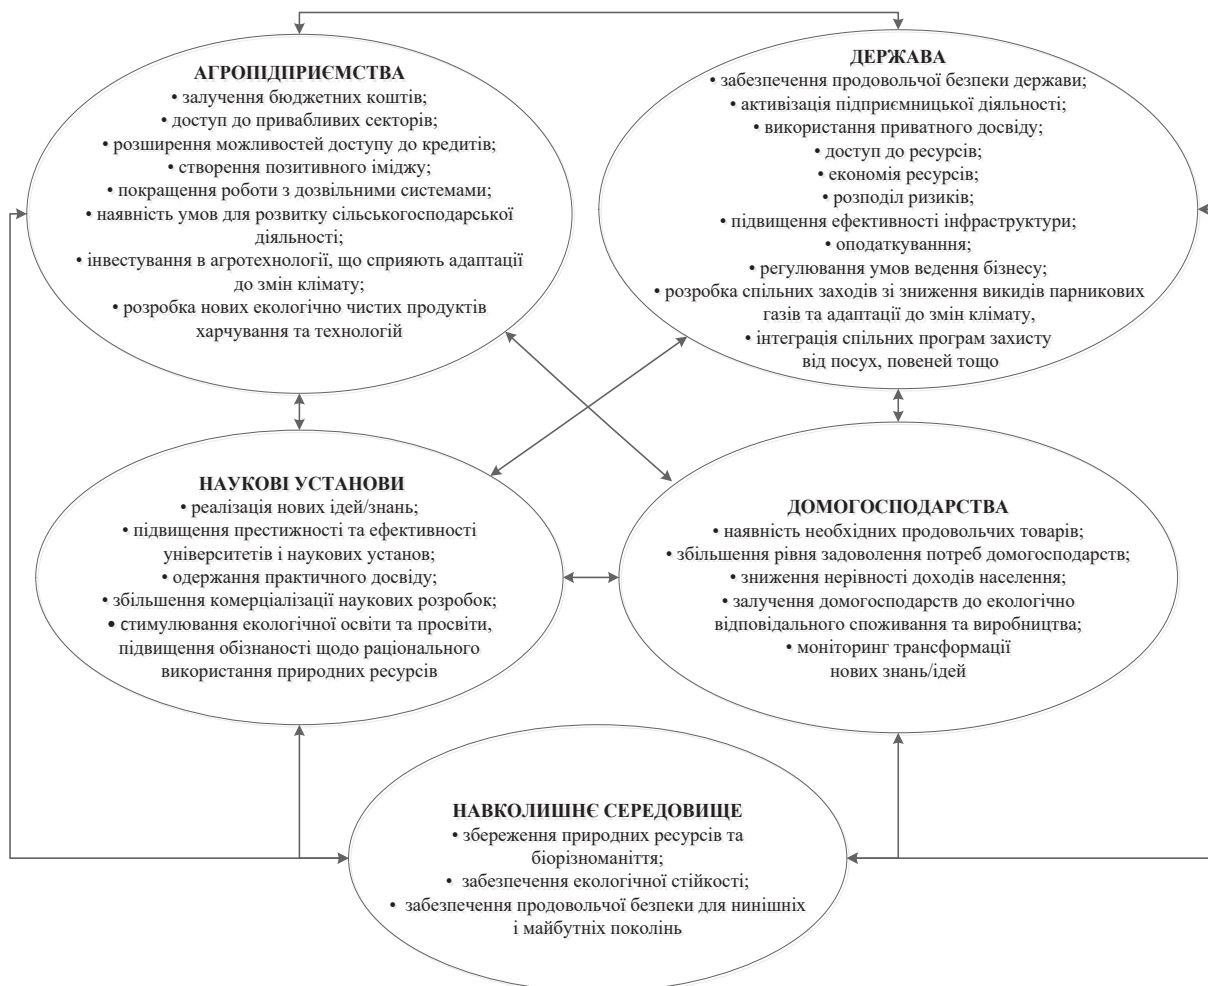 АГРОПІДПРИЄМСТВА
• залучення бюджетних коштів;
• доступ до привабливих секторів;
• розширення можливостей доступу до кредитів;
• створення позитивного іміджу;
• покращення роботи з дозвільними системами;
• наявність умов для розвитку сільськогосподарської
діяльності;
• інвестування в агротехнології, що сприяють адаптації
до змін клімату;
• розробка нових екологічно чистих продуктів
харчування та технологій
ДЕРЖАВА
• забезпечення продовольчої безпеки держави;
• активізація підприємницької діяльності;
• використання приватного досвіду;
• доступ до ресурсів;
• економія ресурсів;
• розподіл ризиків;
• підвищення ефективності інфраструктури;
• оподаткуванння;
• регулювання умов ведення бізнесу;
• розробка спільних заходів зі зниження викидів парникових
газів та адаптації до змін клімату,
• інтеграція спільних програм захисту
від посух, повеней тощо
НАУКОВІ УСТАНОВИ
• реалізація нових ідей/знань;
• підвищення престижності та ефективності
університетів і наукових установ;
• одержання практичного досвіду;
• збільшення комерціалізації наукових розробок;
• стимулювання екологічної освіти та просвіти,
підвищення обізнаності щодо раціонального
використання природних ресурсів
ДОМОГОСПОДАРСТВА
• наявність необхідних продовольчих товарів;
• збільшення рівня задоволення потреб домогосподарств;
• зниження нерівності доходів населення;
• залучення домогосподарств до екологічно
відповідального споживання та виробництва;
• моніторинг трансформації
нових знань/ідей
НАВКОЛИШНЄ СЕРЕДОВИЩЕ
• збереження природних ресурсів та
біорізноманіття;
• забезпечення екологічної стійкості;
• забезпечення продовольчої безпеки для нинішніх
і майбутніх поколінь